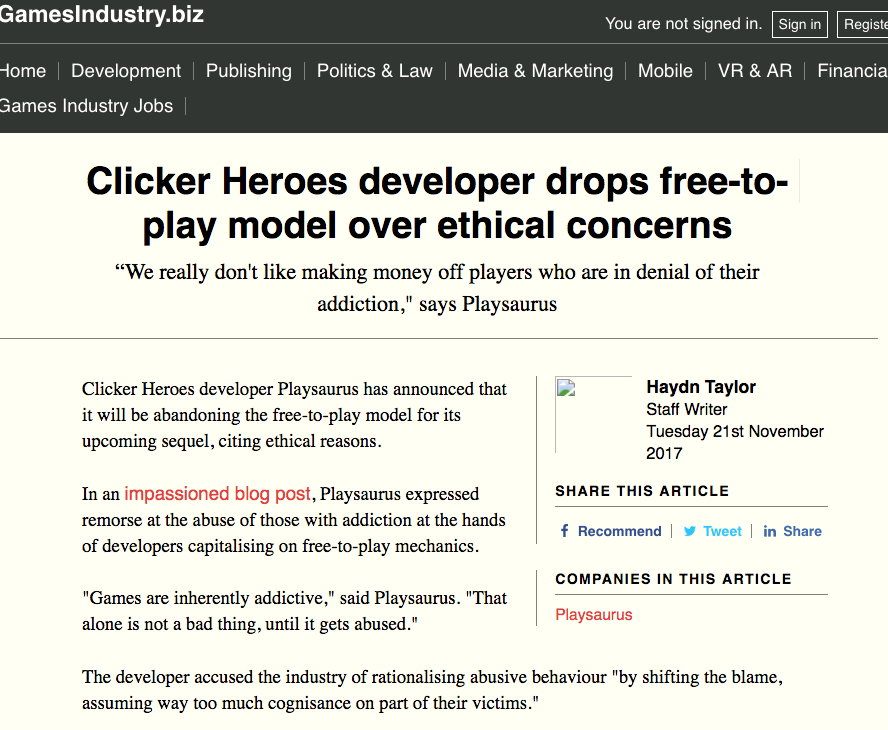 GamesIndustry.biz
You are not signed in. Sign in Registe
Home Development Publishing Politics & Law Media & Marketing Mobile VR & AR Financia
Games Industry Jobs
Clicker Heroes developer drops free-to-
play model over ethical concerns
“We really don't like making money off players who are in denial of their
addiction," says Playsaurus
Clicker Heroes developer Playsaurus has announced that
it will be abandoning the free-to-play model for its
upcoming sequel, citing ethical reasons.
In an impassioned blog post, Playsaurus expressed
remorse at the abuse of those with addiction at the hands
of developers capitalising on free-to-play mechanics.
"Games are inherently addictive," said Playsaurus. "That
alone is not a bad thing, until it gets abused."
The developer accused the industry of rationalising abusive behaviour "by shifting the blame,
assuming way too much cognisance on part of their victims."
Haydn Taylor
Staff Writer
Tuesday 21st November
2017
SHARE THIS ARTICLE
Recommend Tweet Share
COMPANIES IN THIS ARTICLE
Playsaurus